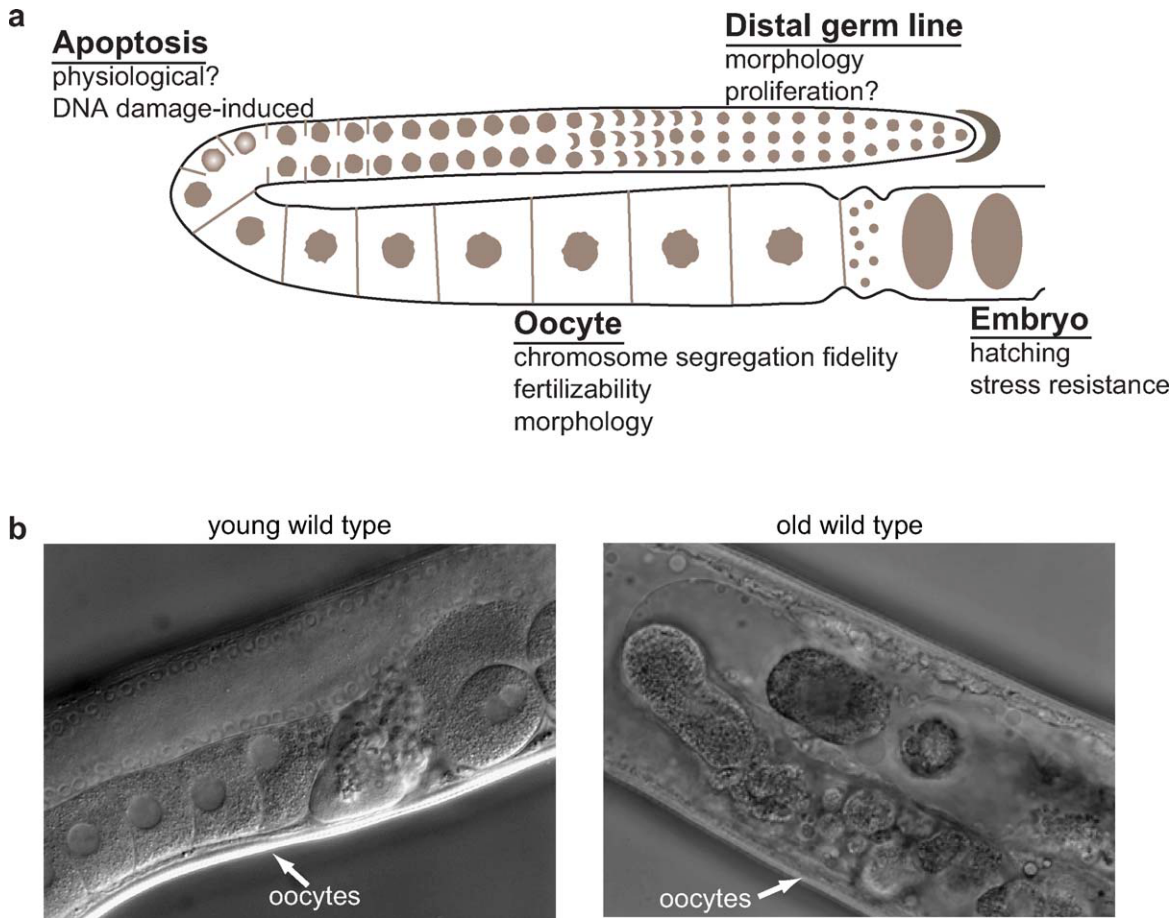 a
Apoptosis
physiological?
DNA damage-induced
Distal germ line
morphology
proliferation?
Oocyte
chromosome segregation fidelity
fertilizability
morphology
Embryo
hatching
stress resistance
b
young wild type
old wild type
oocytes
oocytes